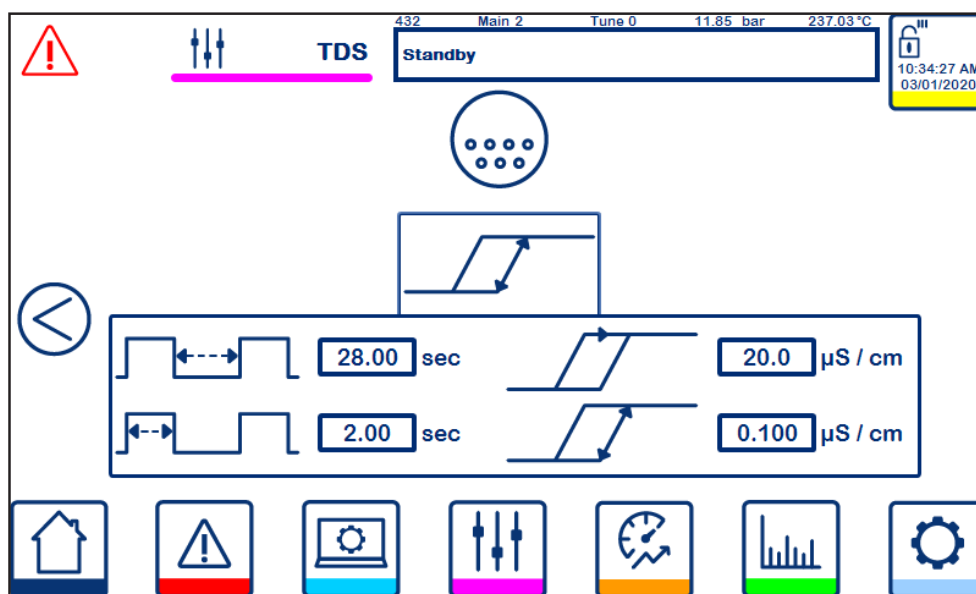 432 Main 2 Tune 0 11.85 bar 237.03 °C
TDS
Standby
10:34:27 AM
03/01/2020
28.00 sec
20.0 µS / cm
2.00 sec
0.100 µS / cm